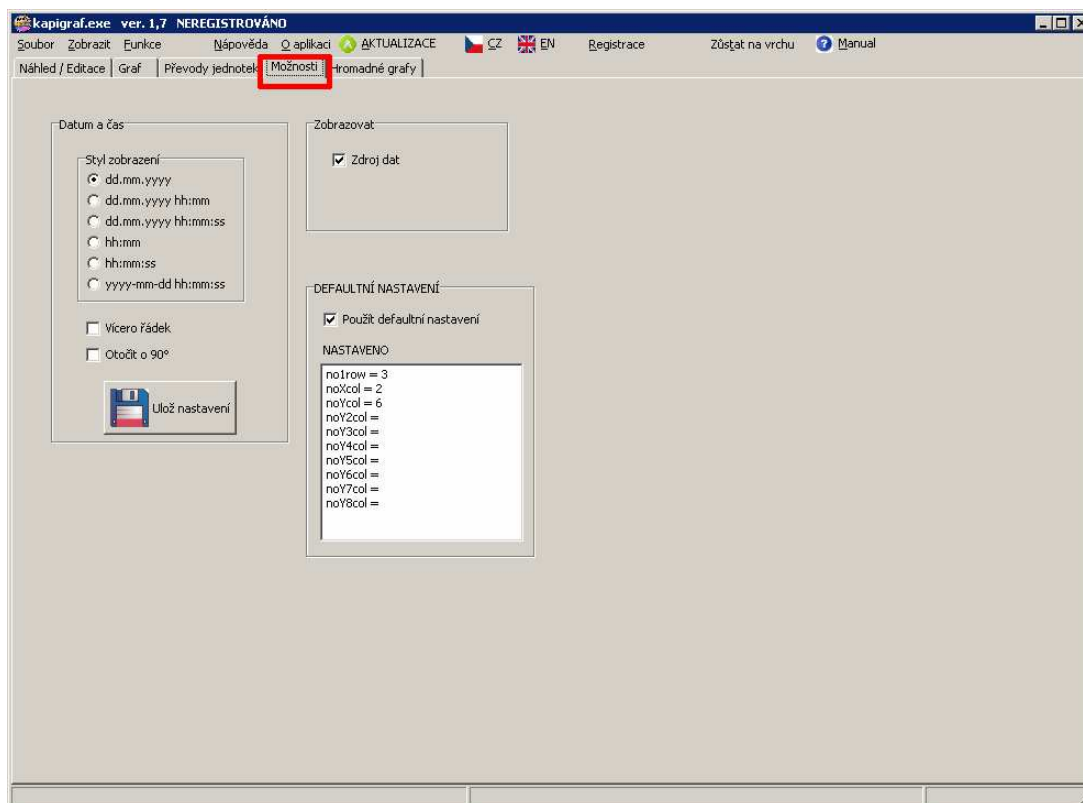 kapigraf.exe ver. 1,7 NEREGISTROVÁNO
Soubor Zobrazit Funkce Nápověda O aplikaci AKTUALIZACE CZ EN Registrace Zůstat na vrchu ? Manual
Náhled / Editace Graf Převody jednotek Možnosti Hromadné grafy
Datum a čas
Styl zobrazení
dd.mm.yyyy
dd.mm.yyyy hh:mm
dd.mm.yyyy hh:mm:ss
hh:mm
hh:mm:ss
yyyy-mm-dd hh:mm:ss
Vícero řádek
Otočit o 90°
Ulož nastavení
Zobrazovat
Zdroj dat
DEFAULTNÍ NASTAVENÍ
Použít defaultní nastavení
NASTAVENO
no1row = 3
noXcol = 2
noYcol = 6
noY2col =
noY3col =
noY4col =
noY5col =
noY6col =
noY7col =
noY8col =